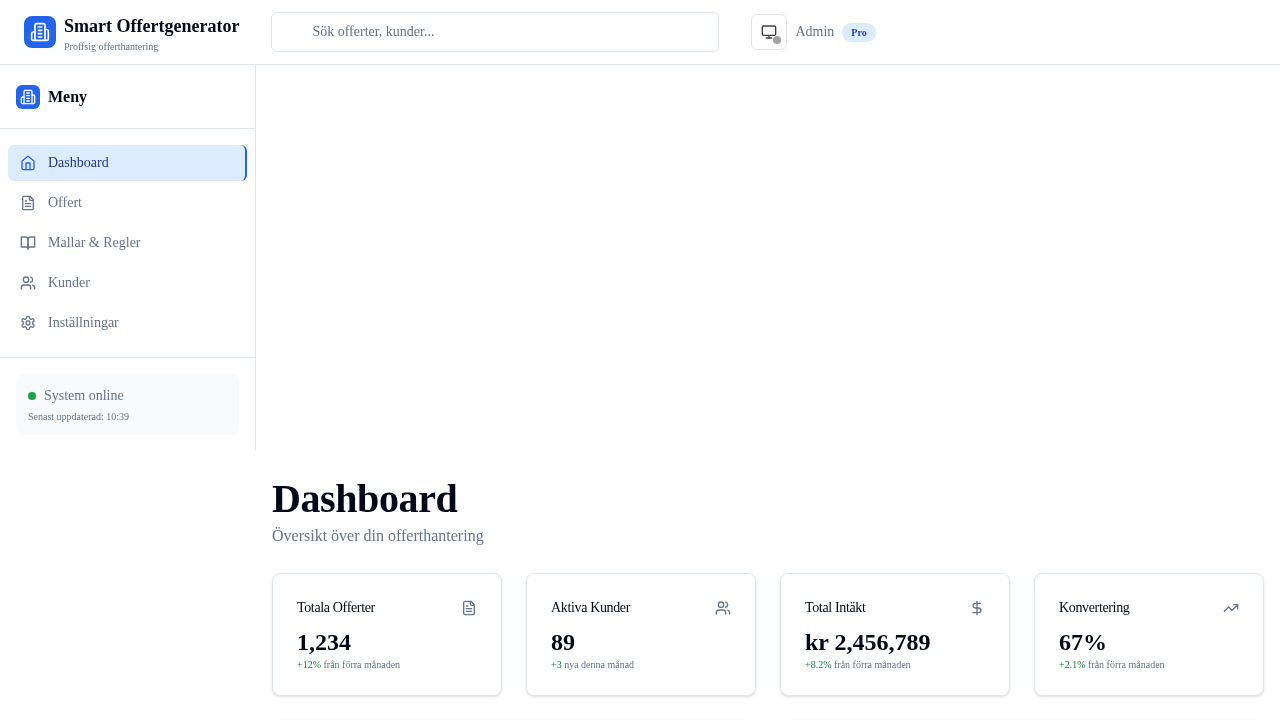 Smart Offertgenerator
Proffsig offerthantering
Sök offerter, kunder...
Admin
Pro
Meny
Dashboard
Offert
Mallar & Regler
Kunder
Inställningar
System online
Senast uppdaterad: 10:39
Dashboard
Översikt över din offerthantering
Totala Offerter
1,234
+12% från förra månaden
Aktiva Kunder
89
+3 nya denna månad
Total Intäkt
kr 2,456,789
+8.2% från förra månaden
Konvertering
67%
+2.1% från förra månaden